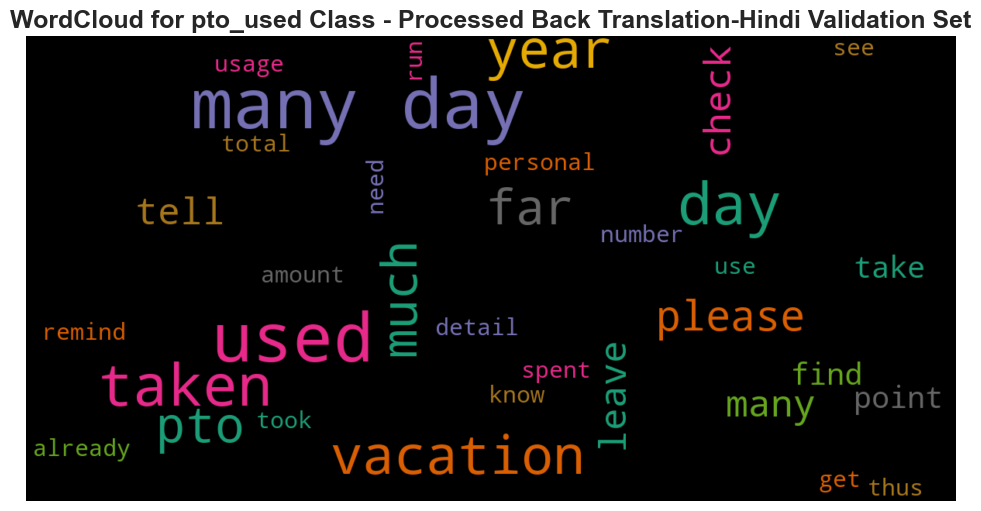 WordCloud for pto_used Class - Processed Back Translation-Hindi Validation Set
year
see
usage
run
check
many day
total
personal
need
tell
far
day
number
much
amount
use
take
please
remind
used
detail
spent
leave
find
taken
know
many
point
pto
took
already
vacation
get
thus